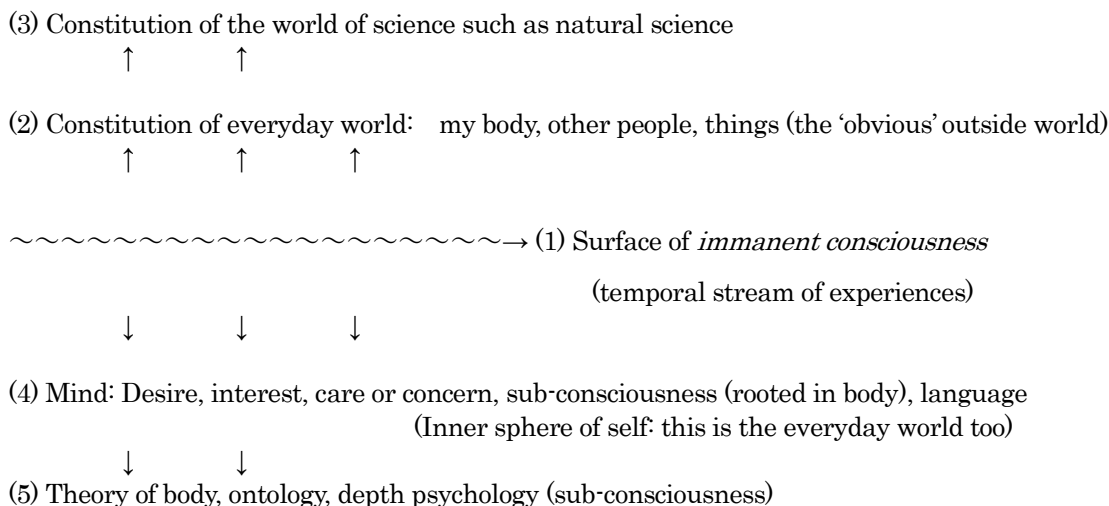 (3) Constitution of the world of science such as natural science
↑ ↑
(2) Constitution of everyday world: my body, other people, things (the ‘obvious’ outside world)
↑ ↑ ↑
~~~~~~~~~~~~~~~~~~~→ (1) Surface of immanent consciousness
(temporal stream of experiences)
↓ ↓ ↓
(4) Mind: Desire, interest, care or concern, sub-consciousness (rooted in body), language
(Inner sphere of self: this is the everyday world too)
↓ ↓
(5) Theory of body, ontology, depth psychology (sub-consciousness)